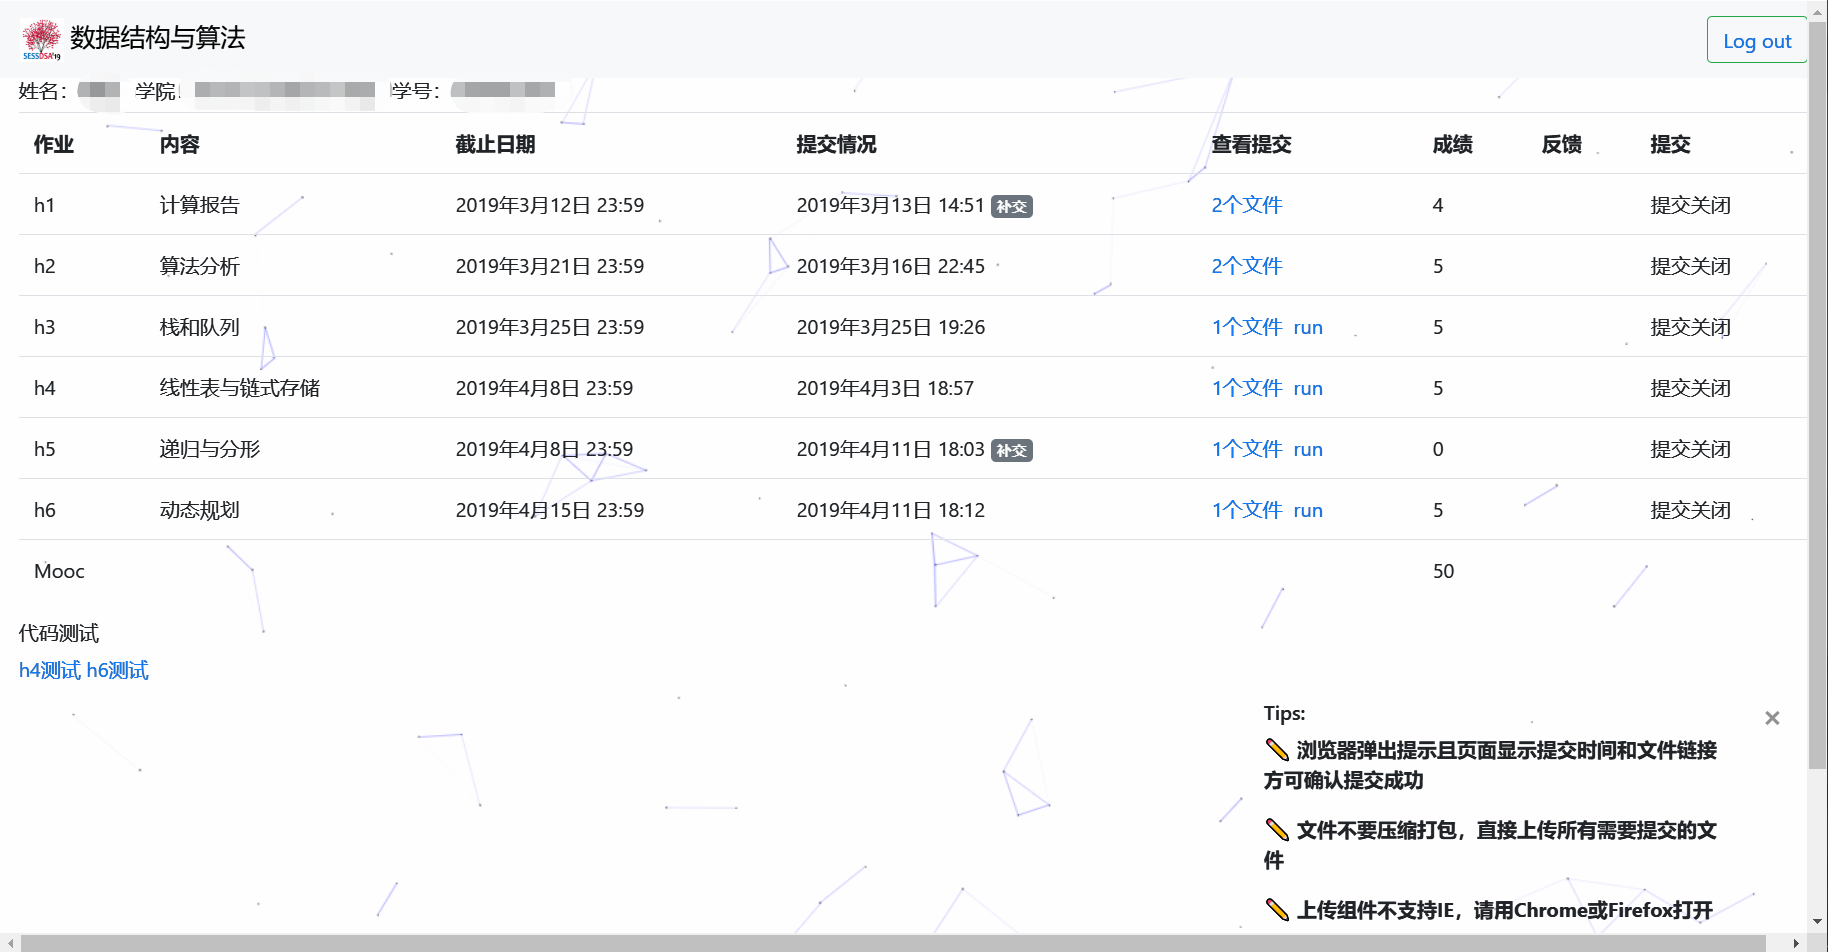 SESSDSA'19 数据结构与算法 Log out
姓名： 学院 学号：
作业 内容 截止日期 提交情况 查看提交 成绩 反馈 提交
h1 计算报告 2019年3月12日 23:59 2019年3月13日 14:51 补交 2个文件 4 提交关闭
h2 算法分析 2019年3月21日 23:59 2019年3月16日 22:45 2个文件 5 提交关闭
h3 栈和队列 2019年3月25日 23:59 2019年3月25日 19:26 1个文件 run 5 提交关闭
h4 线性表与链式存储 2019年4月8日 23:59 2019年4月3日 18:57 1个文件 run 5 提交关闭
h5 递归与分形 2019年4月8日 23:59 2019年4月11日 18:03 补交 1个文件 run 0 提交关闭
h6 动态规划 2019年4月15日 23:59 2019年4月11日 18:12 1个文件 run 5 提交关闭
Mooc 50
代码测试
h4测试 h6测试
Tips:
✏️ 浏览器弹出提示且页面显示提交时间和文件链接
方可确认提交成功
✏️ 文件不要压缩打包，直接上传所有需要提交的文
件
✏️ 上传组件不支持IE，请用Chrome或Firefox打开